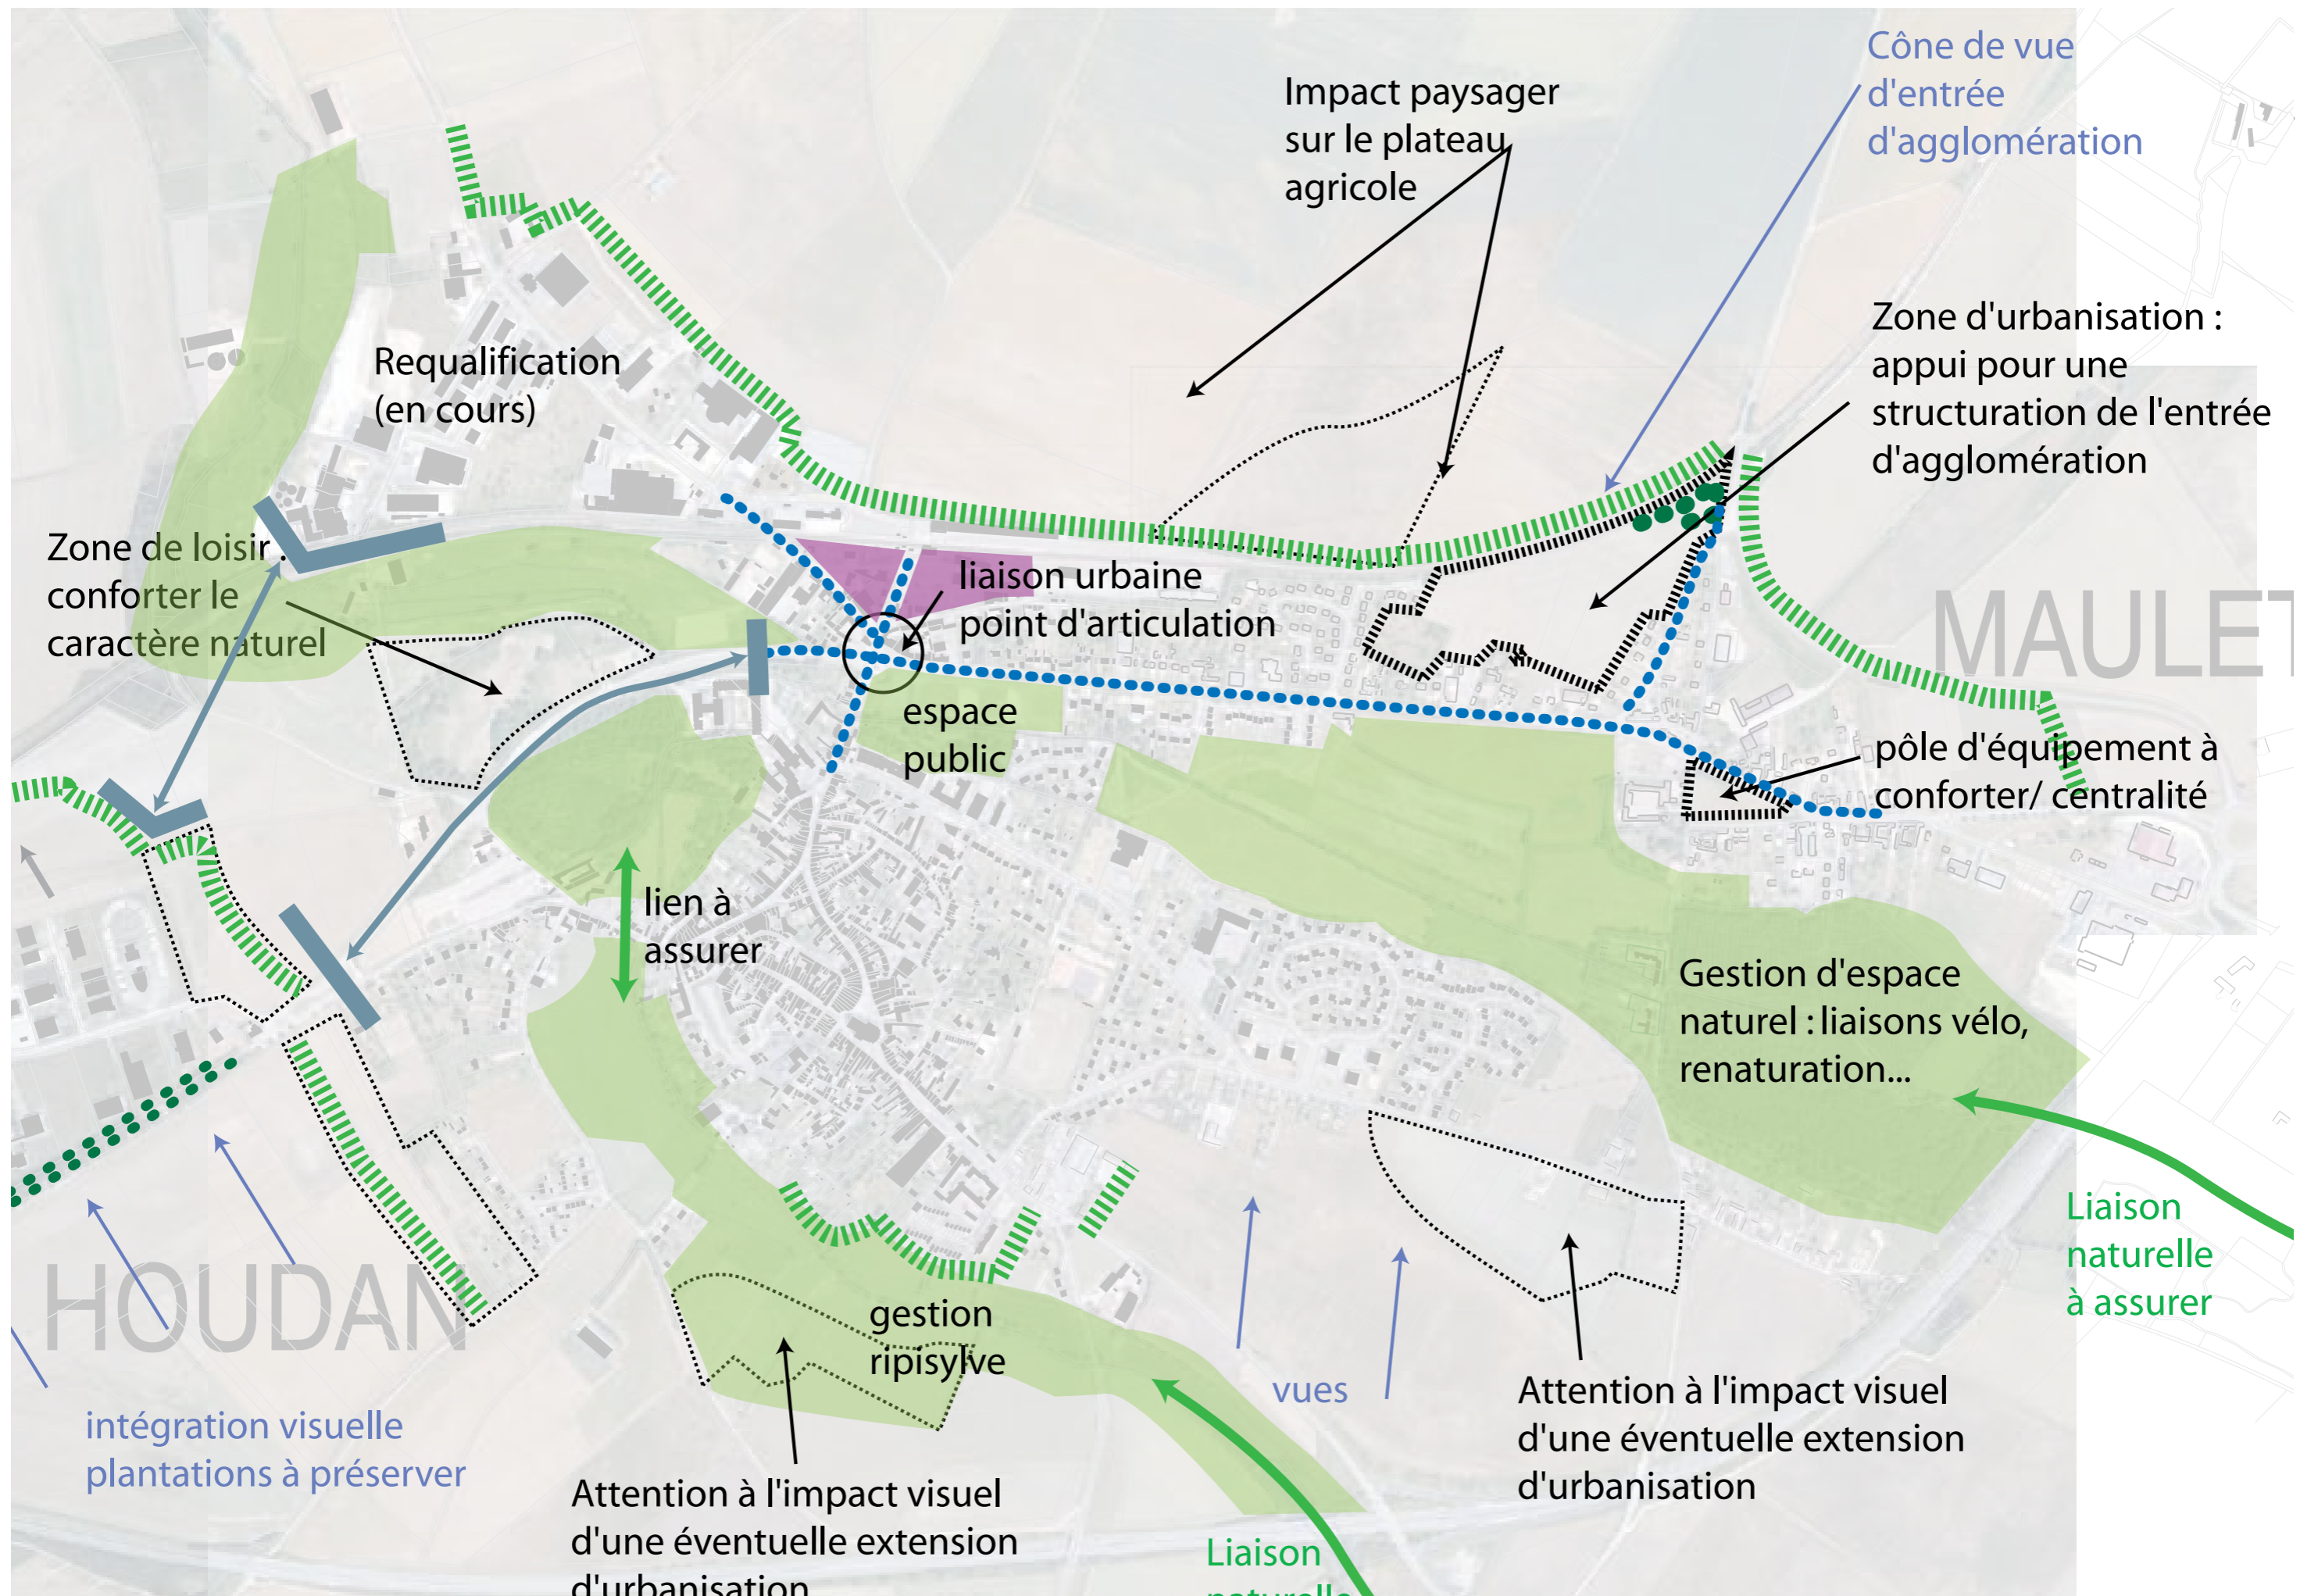 Cône de vue
d'entrée
d'agglomération
Impact paysager
sur le plateau
agricole
Zone d'urbanisation :
appui pour une
structuration de l'entrée
d'agglomération
Requalification
(en cours)
Zone de loisir :
conforter le
caractère naturel
liaison urbaine
point d'articulation
MAULET
espace
public
pôle d'équipement à
conforter/ centralité
lien à
assurer
Gestion d'espace
naturel : liaisons vélo,
renaturation...
Liaison
naturelle
à assurer
HOUDAN
gestion
ripisylve
vues
intégration visuelle
plantations à préserver
Attention à l'impact visuel
d'une éventuelle extension
d'urbanisation
Attention à l'impact visuel
d'une éventuelle extension
d'urbanisation
Liaison
naturelle